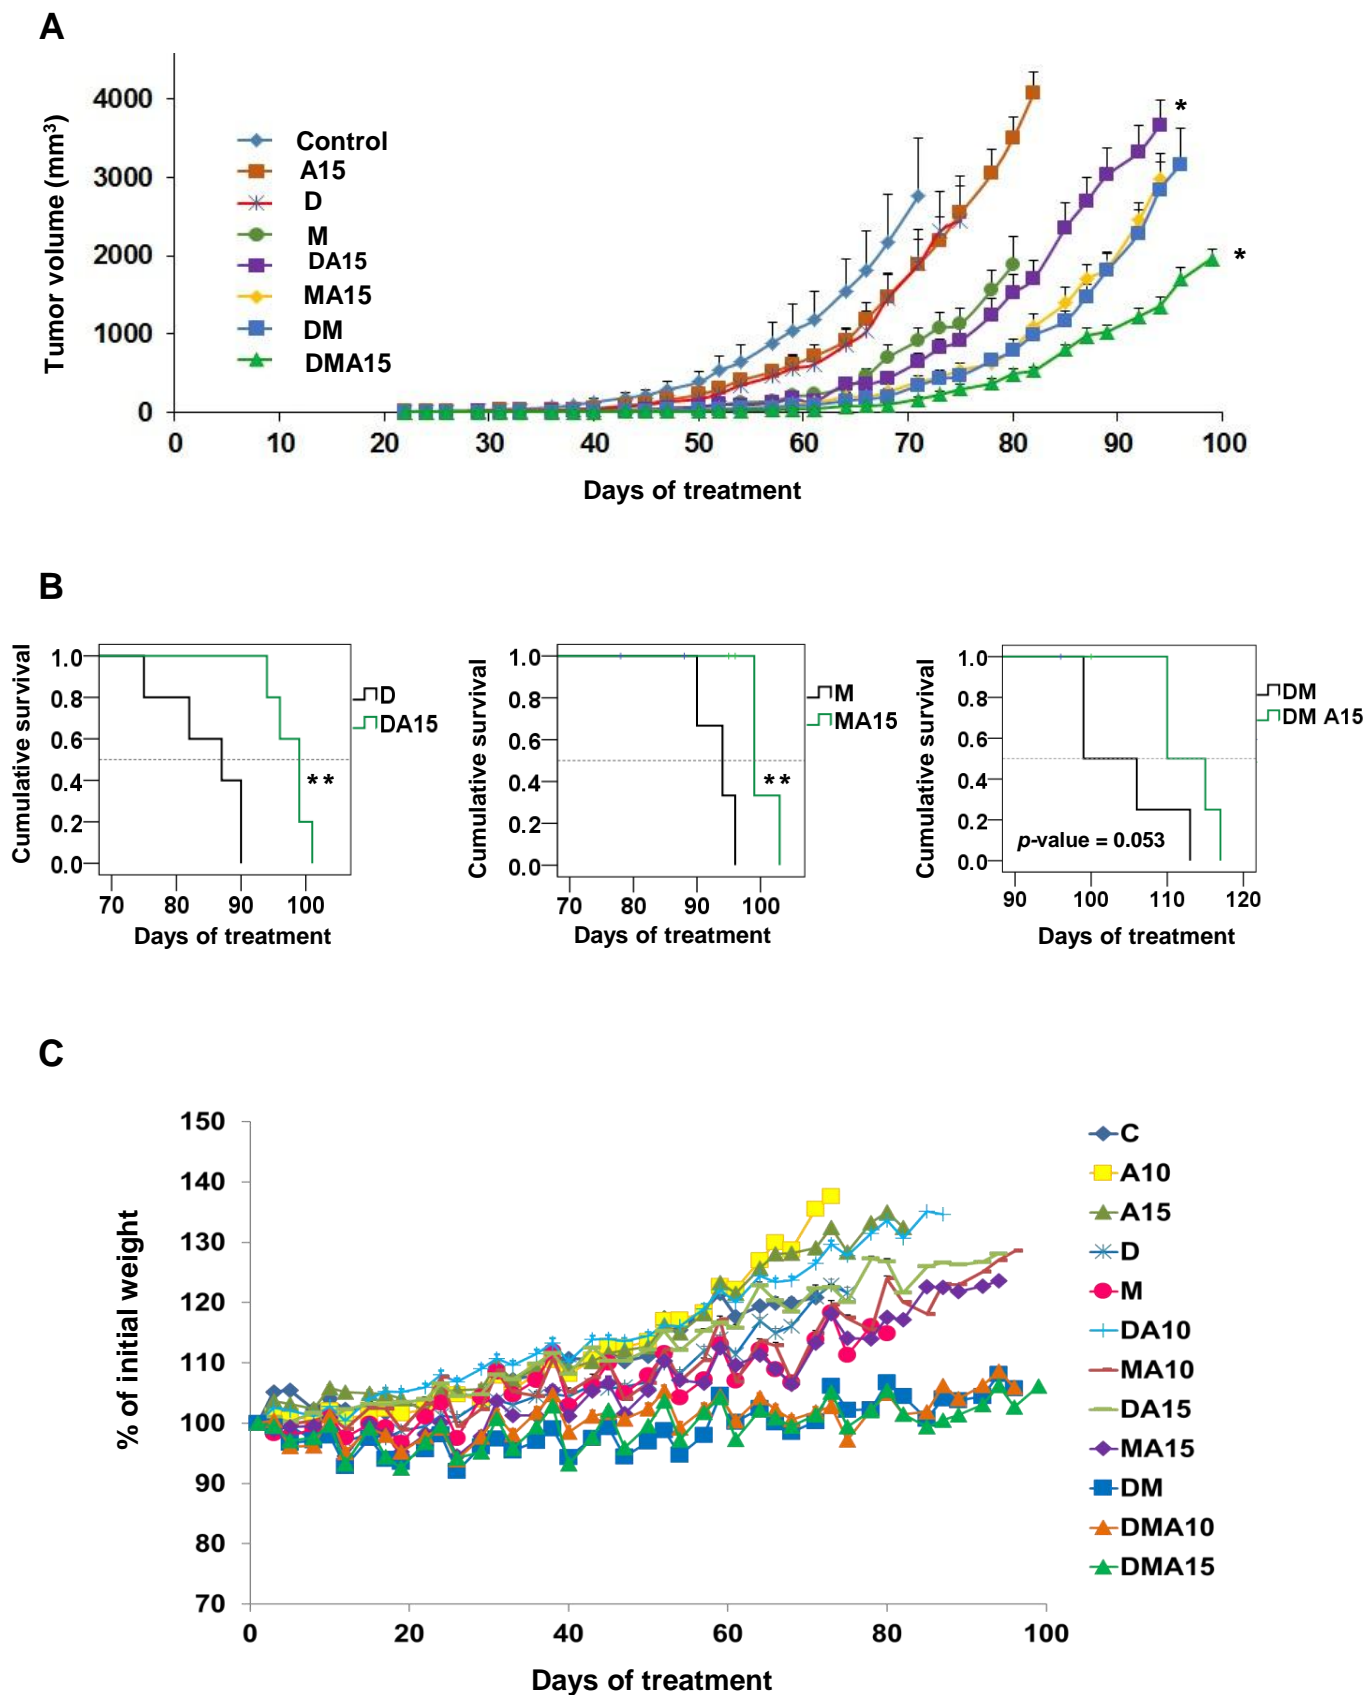 A
Tumor volume (mm³)
4000
3000
2000
1000
0
Control
A15
D
M
DA15
MA15
DM
DMA15
*
*
0 10 20 30 40 50 60 70 80 90 100
Days of treatment
B
Cumulative survival
1.0
0.8
0.6
0.4
0.2
0.0
D
DA15
**
70 80 90 100
Days of treatment
Cumulative survival
1.0
0.8
0.6
0.4
0.2
0.0
M
MA15
**
70 80 90 100
Days of treatment
Cumulative survival
1.0
0.8
0.6
0.4
0.2
0.0
DM
DM A15
p-value = 0.053
90 100 110 120
Days of treatment
C
% of initial weight
150
140
130
120
110
100
90
80
70
C
A10
A15
D
M
DA10
MA10
DA15
MA15
DM
DMA10
DMA15
0 20 40 60 80 100
Days of treatment